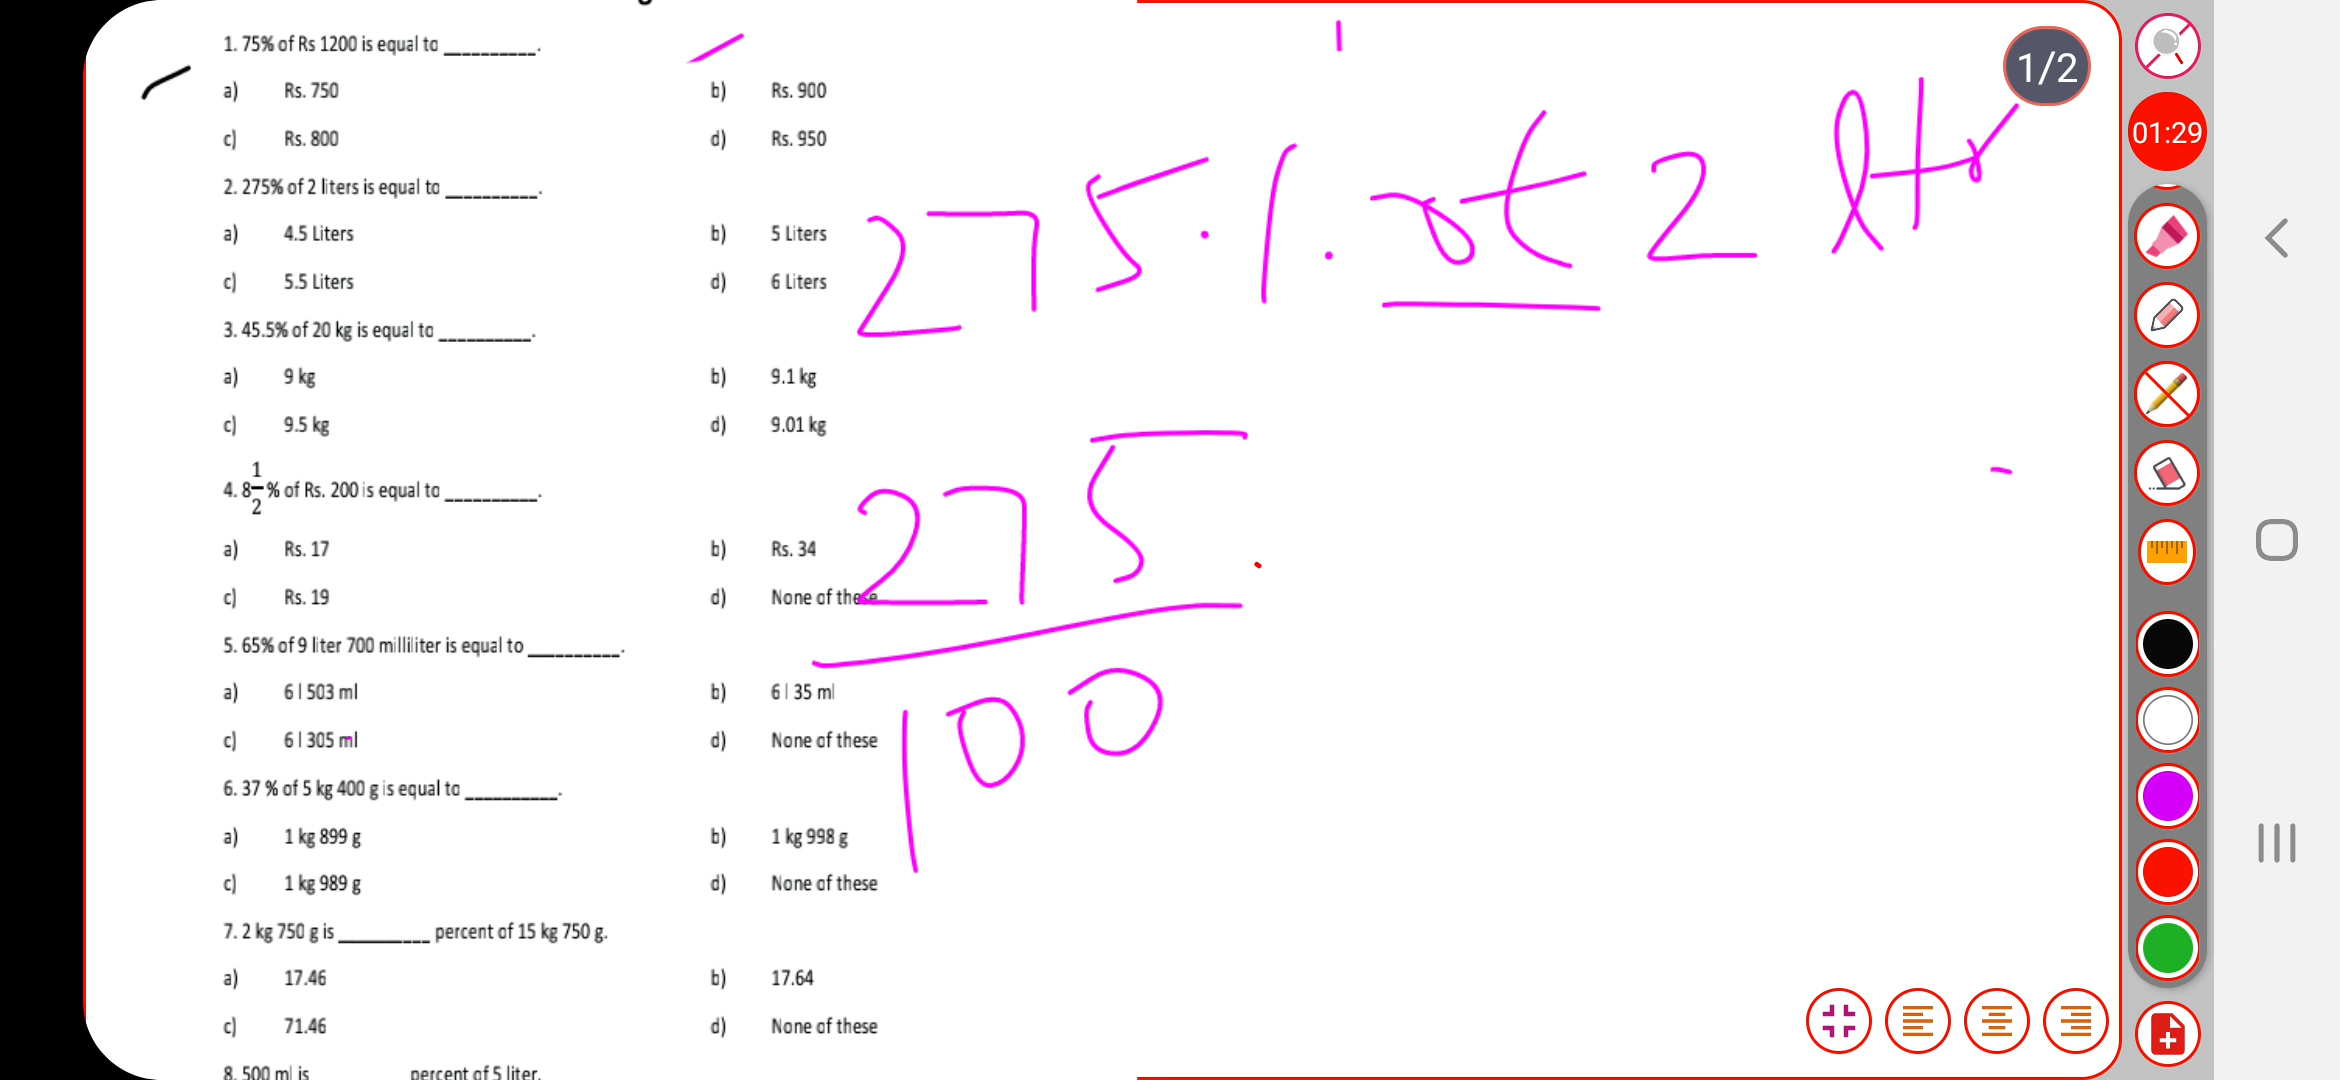 1. 75% of Rs 1200 is equal to __________.
a) Rs. 750 b) Rs. 900
c) Rs. 800 d) Rs. 950
2. 275% of 2 liters is equal to __________.
a) 4.5 Liters b) 5 Liters
c) 5.5 Liters d) 6 Liters
3. 45.5% of 20 kg is equal to __________.
a) 9 kg b) 9.1 kg
c) 9.5 kg d) 9.01 kg
4. 8 1/2 % of Rs. 200 is equal to __________.
a) Rs. 17 b) Rs. 34
c) Rs. 19 d) None of these
5. 65% of 9 liter 700 milliliter is equal to __________.
a) 6 l 503 ml b) 6 l 35 ml
c) 6 l 305 ml d) None of these
6. 37 % of 5 kg 400 g is equal to __________.
a) 1 kg 899 g b) 1 kg 998 g
c) 1 kg 989 g d) None of these
7. 2 kg 750 g is __________ percent of 15 kg 750 g.
a) 17.46 b) 17.64
c) 71.46 d) None of these
8. 500 ml is percent of 5 liter.
275 % of 2 ltr
275
100
1/2
01:29